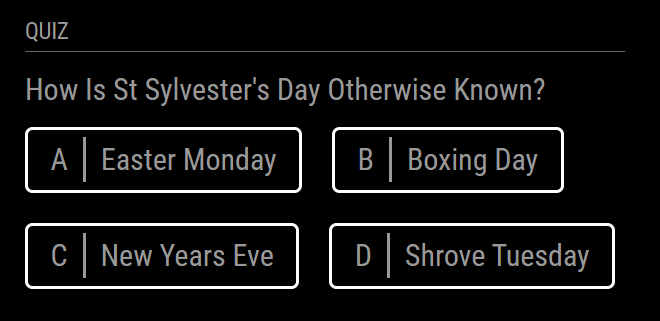 QUIZ
How Is St Sylvester's Day Otherwise Known?
A | Easter Monday
B | Boxing Day
C | New Years Eve
D | Shrove Tuesday